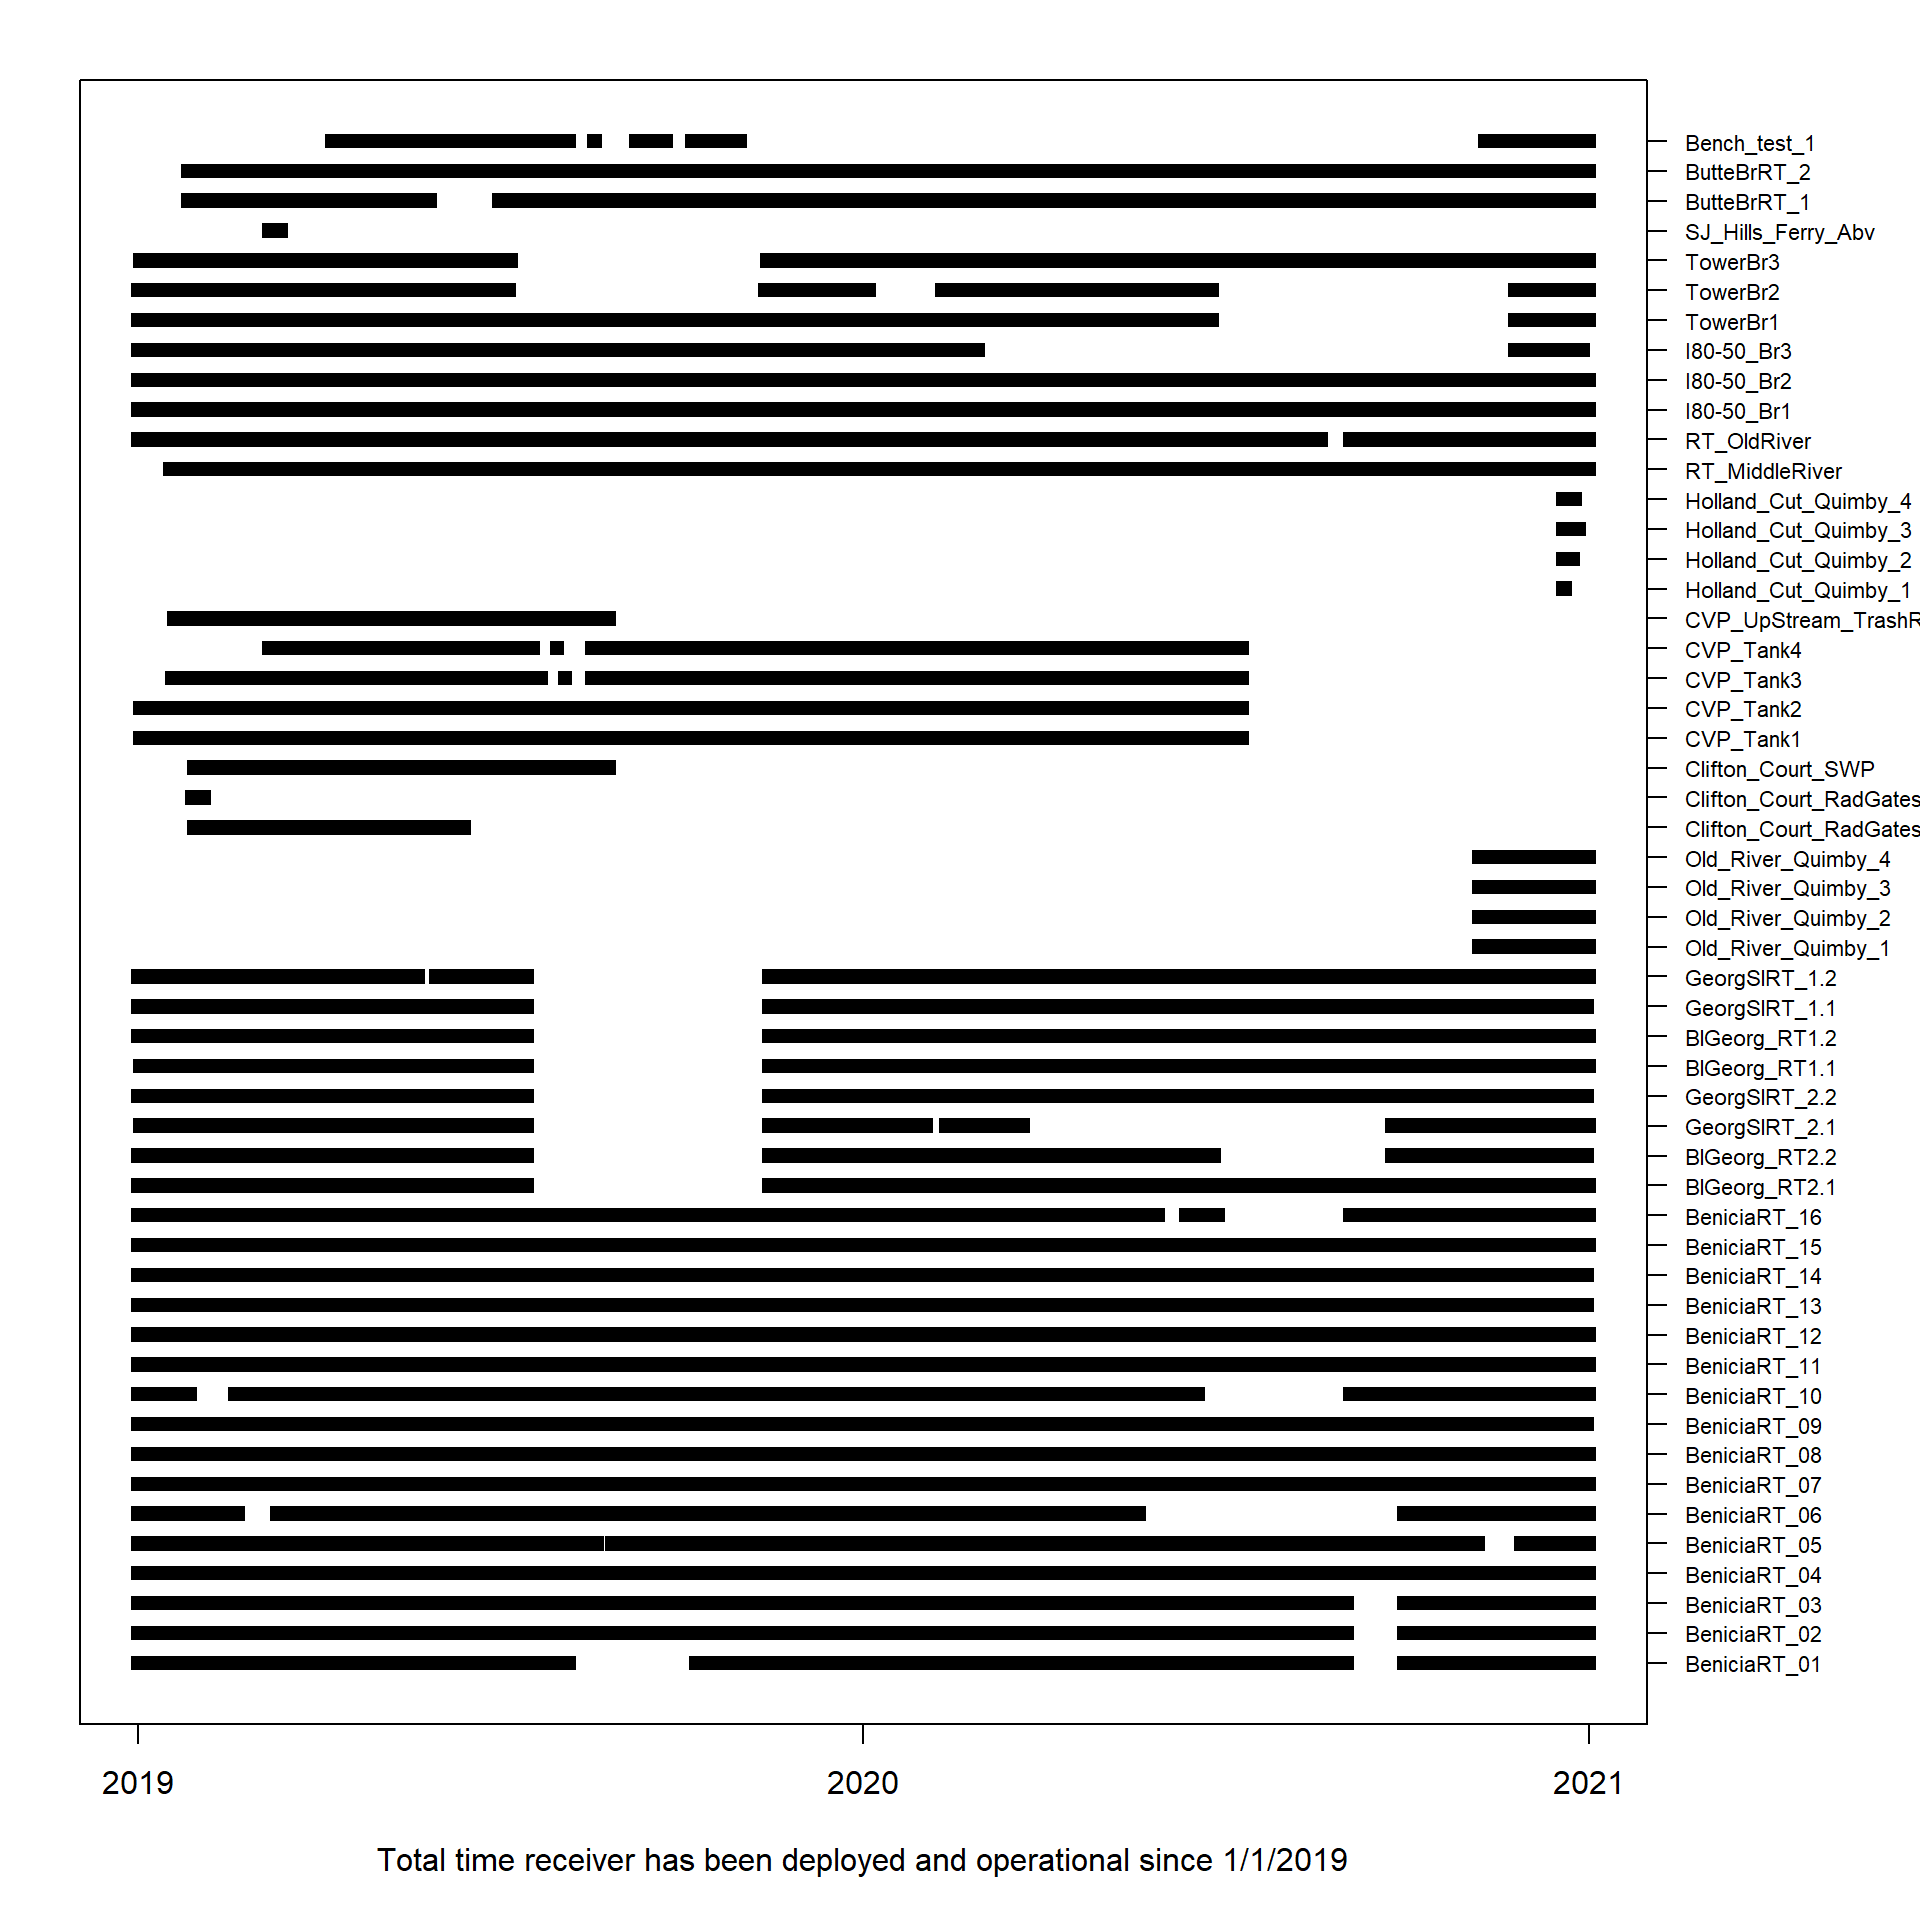 Bench_test_1
ButteBrRT_2
ButteBrRT_1
SJ_Hills_Ferry_Abv
TowerBr3
TowerBr2
TowerBr1
I80-50_Br3
I80-50_Br2
I80-50_Br1
RT_OldRiver
RT_MiddleRiver
Holland_Cut_Quimby_4
Holland_Cut_Quimby_3
Holland_Cut_Quimby_2
Holland_Cut_Quimby_1
CVP_UpStream_TrashR
CVP_Tank4
CVP_Tank3
CVP_Tank2
CVP_Tank1
Clifton_Court_SWP
Clifton_Court_RadGates
Clifton_Court_RadGates
Old_River_Quimby_4
Old_River_Quimby_3
Old_River_Quimby_2
Old_River_Quimby_1
GeorgSlRT_1.2
GeorgSlRT_1.1
BlGeorg_RT1.2
BlGeorg_RT1.1
GeorgSlRT_2.2
GeorgSlRT_2.1
BlGeorg_RT2.2
BlGeorg_RT2.1
BeniciaRT_16
BeniciaRT_15
BeniciaRT_14
BeniciaRT_13
BeniciaRT_12
BeniciaRT_11
BeniciaRT_10
BeniciaRT_09
BeniciaRT_08
BeniciaRT_07
BeniciaRT_06
BeniciaRT_05
BeniciaRT_04
BeniciaRT_03
BeniciaRT_02
BeniciaRT_01
2019 2020 2021
Total time receiver has been deployed and operational since 1/1/2019